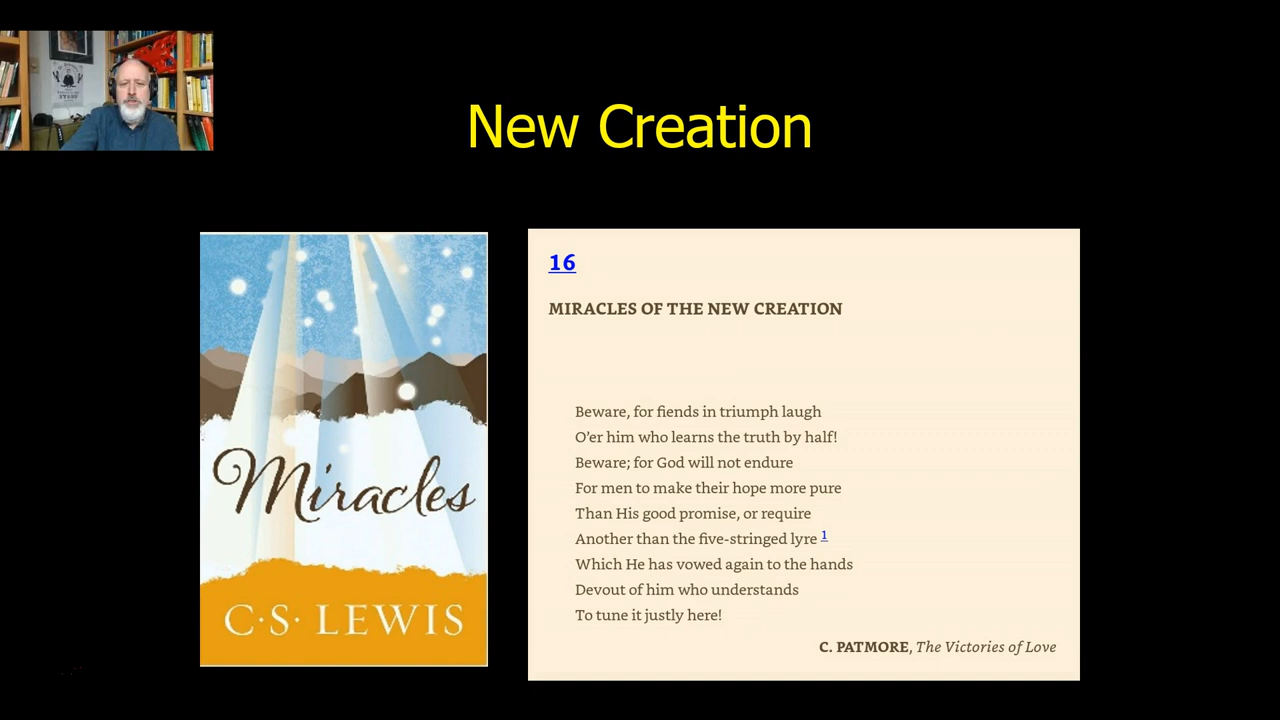 New Creation
Miracles
C·S· LEWIS
16
MIRACLES OF THE NEW CREATION
Beware, for fiends in triumph laugh
O’er him who learns the truth by half!
Beware; for God will not endure
For men to make their hope more pure
Than His good promise, or require
Another than the five-stringed lyre 1
Which He has vowed again to the hands
Devout of him who understands
To tune it justly here!
C. PATMORE, The Victories of Love